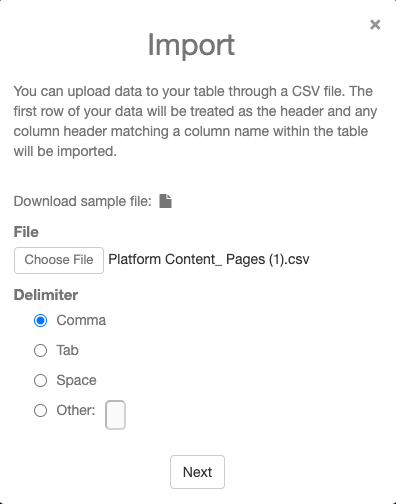 ×
Import
You can upload data to your table through a CSV file. The
first row of your data will be treated as the header and any
column header matching a column name within the table
will be imported.
Download sample file:
File
Choose File Platform Content_ Pages (1).csv
Delimiter
Comma
Tab
Space
Other:
Next